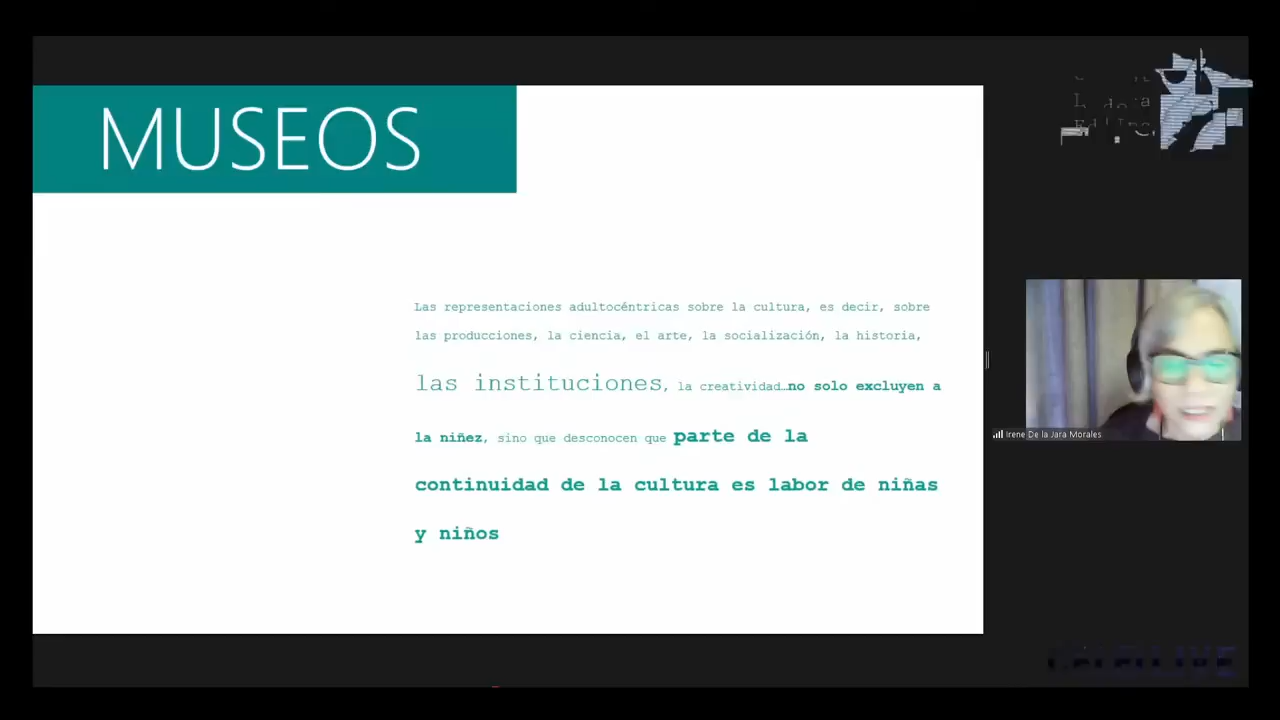 MUSEOS
Las representaciones adultocéntricas sobre la cultura, es decir, sobre
las producciones, la ciencia, el arte, la socialización, la historia,
las instituciones, la creatividad…no solo excluyen a
la niñez, sino que desconocen que parte de la
continuidad de la cultura es labor de niñas
y niños
Irene De la Jara Morales